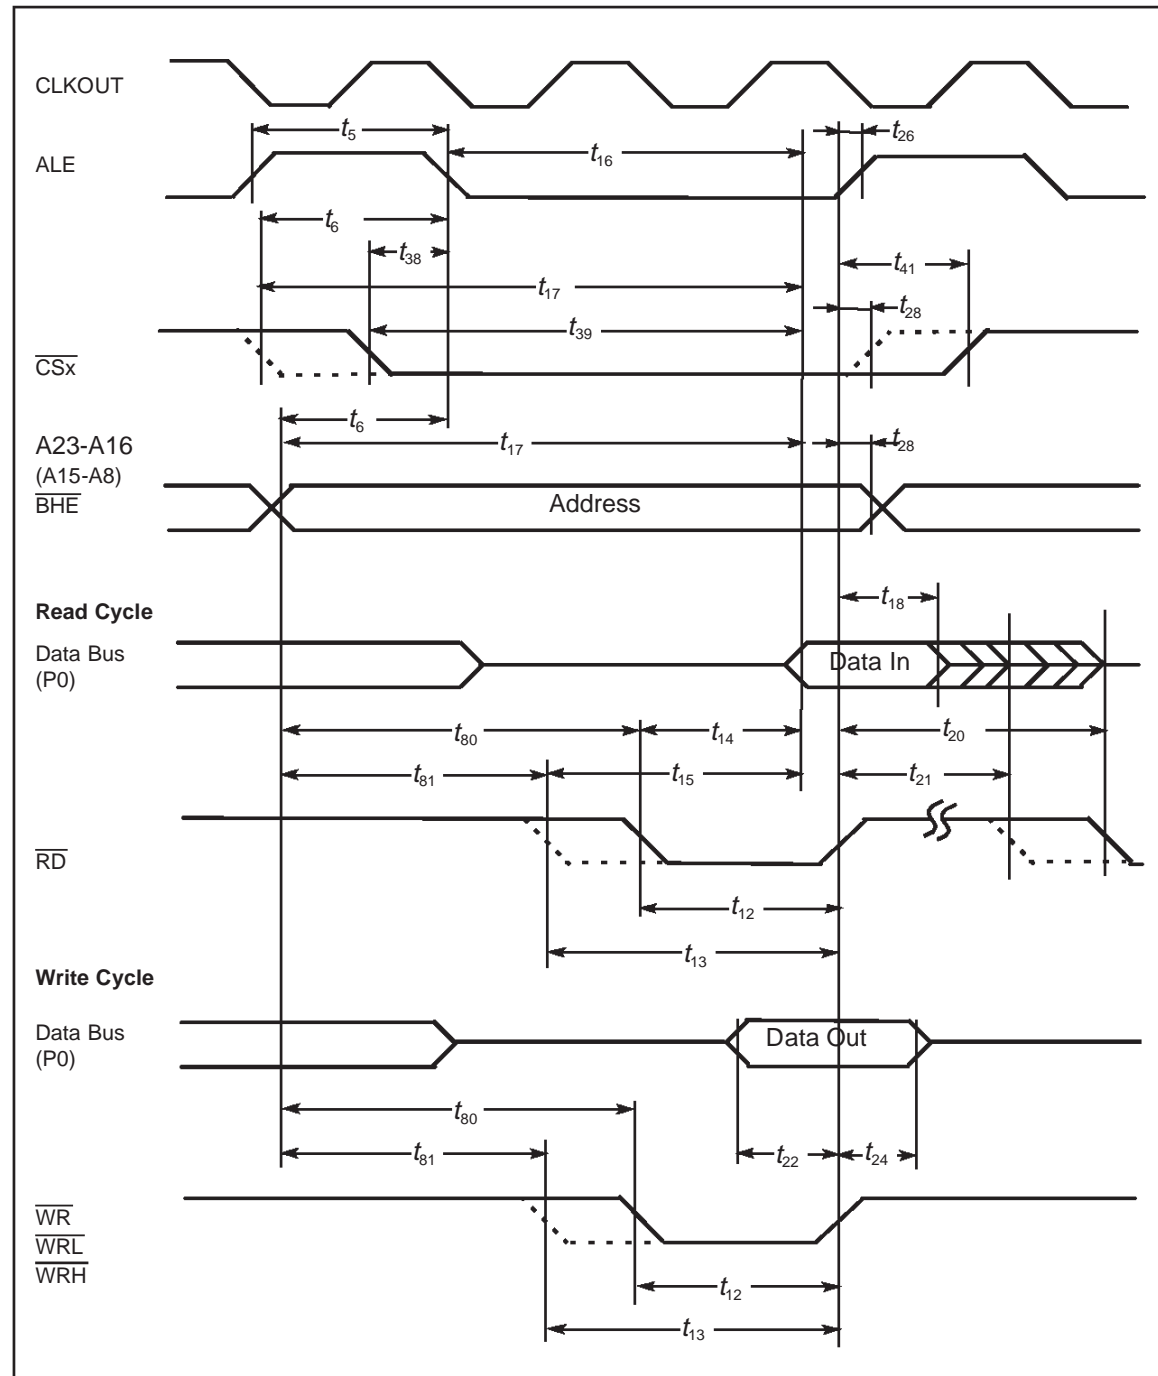 CLKOUT
t5
t26
t16
ALE
t6
t38
t41
t17
t28
t39
CSx
t6
A23-A16
t17
t28
(A15-A8)
BHE
Address
t18
Read Cycle
Data Bus
Data In
(P0)
t80
t14
t20
t81
t15
t21
RD
t12
t13
Write Cycle
Data Bus
Data Out
(P0)
t80
t81
t22
t24
WR
WRL
WRH
t12
t13